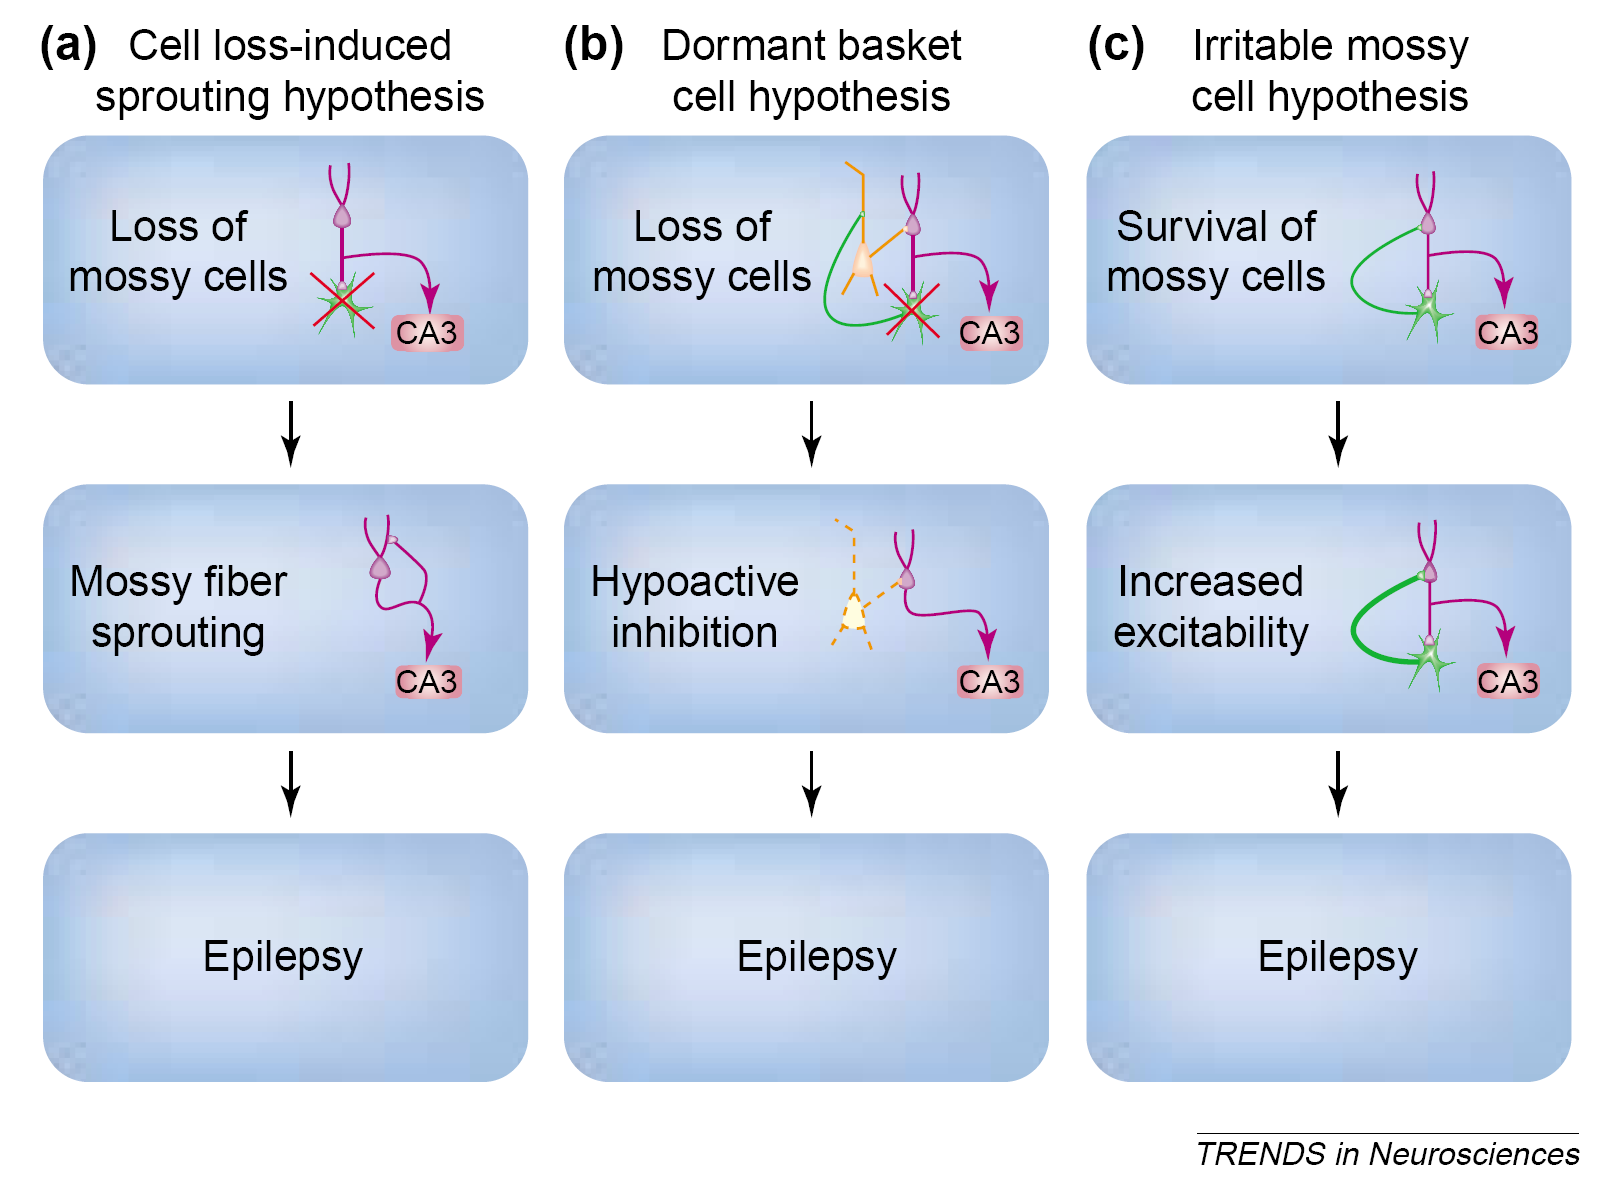 (a) Cell loss-induced
sprouting hypothesis
Loss of
mossy cells
CA3
Mossy fiber
sprouting
CA3
Epilepsy
(b) Dormant basket
cell hypothesis
Loss of
mossy cells
CA3
Hypoactive
inhibition
CA3
Epilepsy
(c) Irritable mossy
cell hypothesis
Survival of
mossy cells
CA3
Increased
excitability
CA3
Epilepsy
TRENDS in Neurosciences